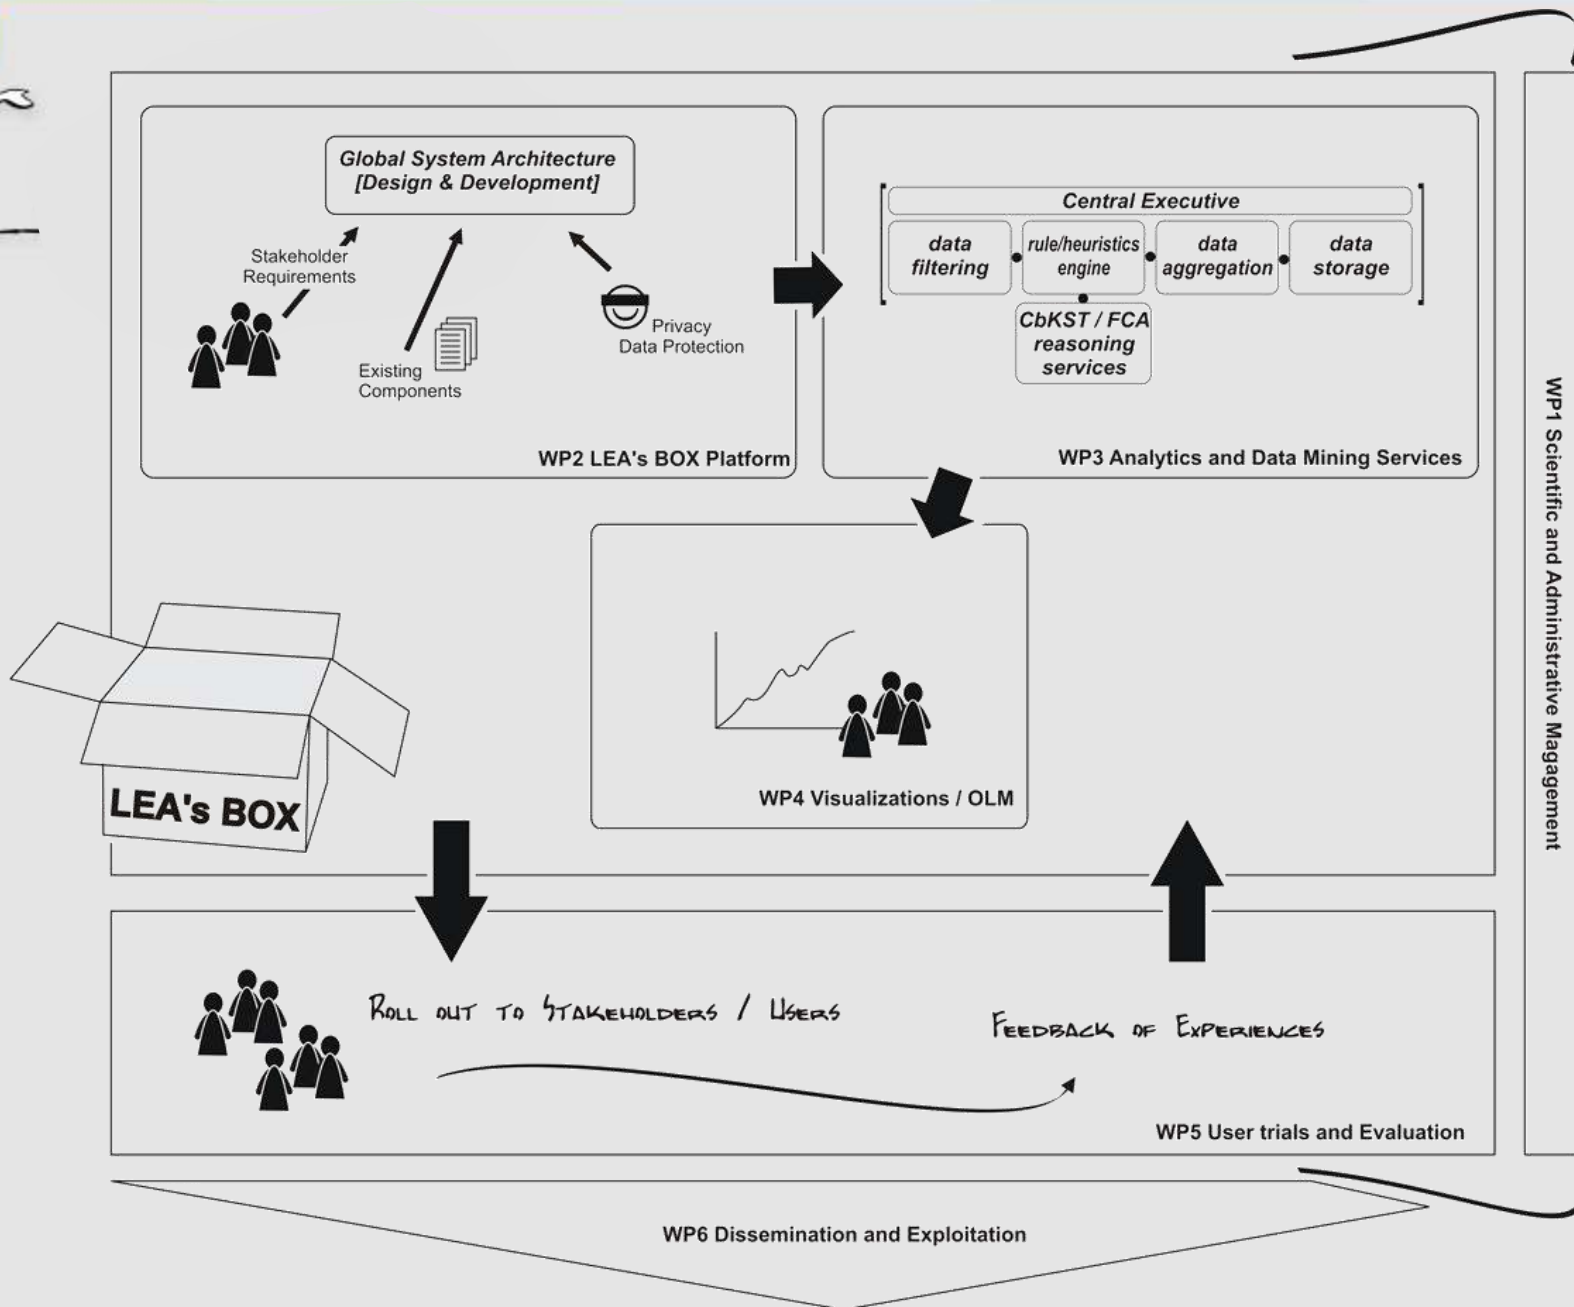 Global System Architecture
[Design & Development]
Stakeholder
Requirements
Existing
Components
Privacy
Data Protection
WP2 LEA's BOX Platform
Central Executive
data
filtering
rule/heuristics
engine
data
aggregation
data
storage
CbKST / FCA
reasoning
services
WP3 Analytics and Data Mining Services
WP4 Visualizations / OLM
LEA's BOX
Roll out to Stakeholders / Users
Feedback of Experiences
WP5 User trials and Evaluation
WP6 Dissemination and Exploitation
WP1 Scientific and Administrative Magagement